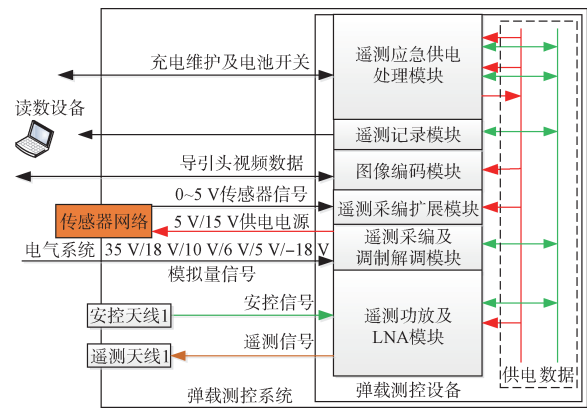 充电维护及电池开关
遥测应急供电
处理模块
读数设备
遥测记录模块
导引头视频数据
图像编码模块
0~5 V传感器信号
遥测采编扩展模块
传感器网络
5 V/15 V供电电源
遥测采编及
调制解调模块
电气系统
35 V/18 V/10 V/6 V/5 V/−18 V
模拟量信号
安控天线1
安控信号
遥测功放及
LNA模块
遥测天线1
遥测信号
供电
数据
弹载测控系统
弹载测控设备